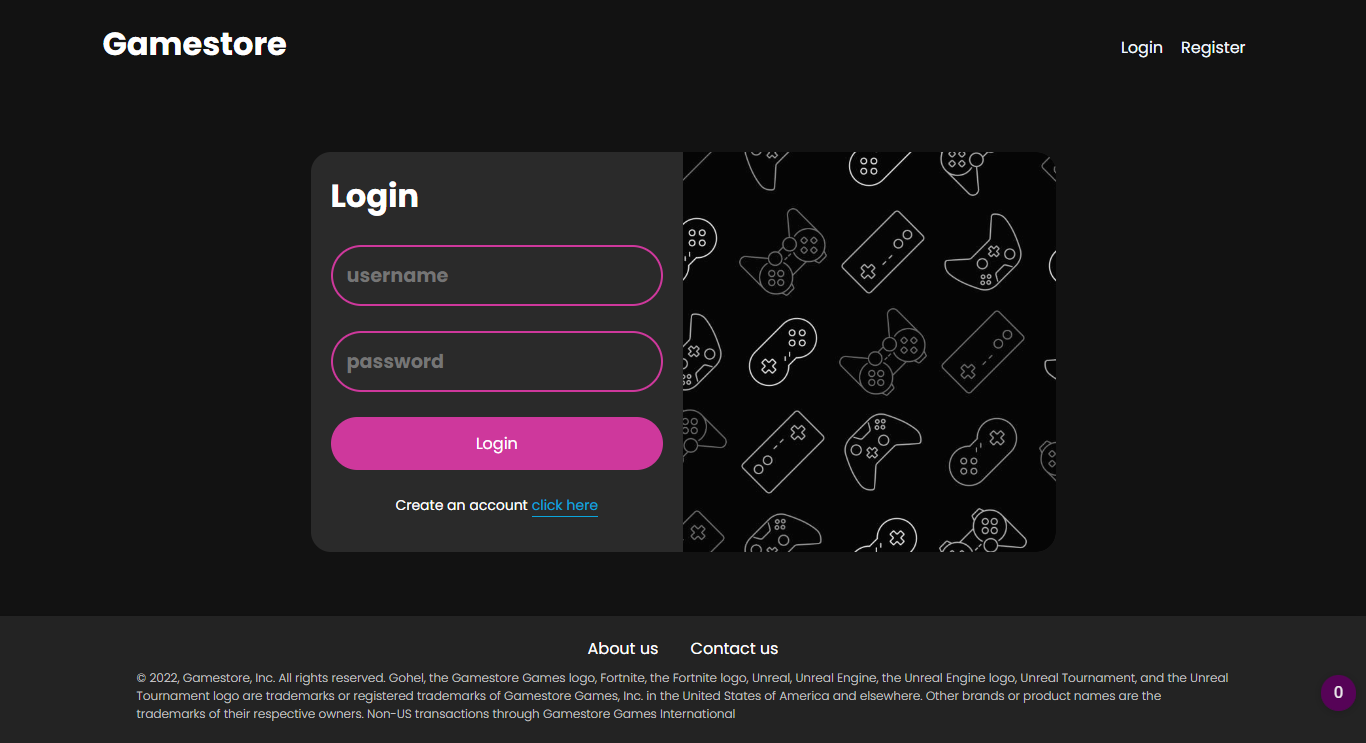 Gamestore
Login
Register
Login
username
password
Login
Create an account click here
About us
Contact us
© 2022, Gamestore, Inc. All rights reserved. Gohel, the Gamestore Games logo, Fortnite, the Fortnite logo, Unreal, Unreal Engine, the Unreal Engine logo, Unreal Tournament, and the Unreal
Tournament logo are trademarks or registered trademarks of Gamestore Games, Inc. in the United States of America and elsewhere. Other brands or product names are the
trademarks of their respective owners. Non-US transactions through Gamestore Games International
0